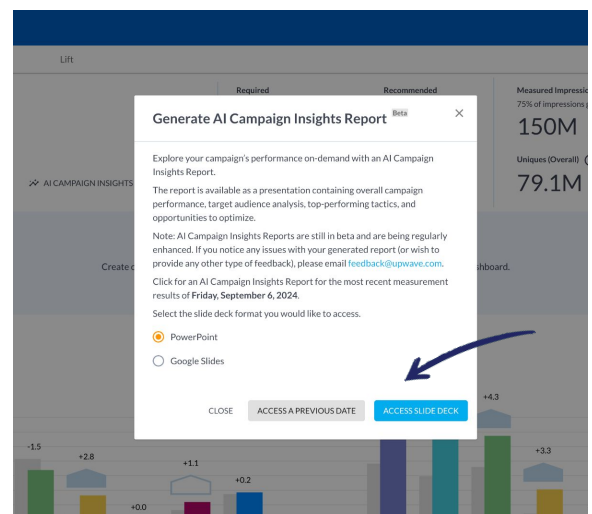 Lift
Required
Recommended
Measured Impressio
75% of impressions
150M
Uniques (Overall)
79.1M
AI CAMPAIGN INSIGHTS
Create
shboard.
Generate AI Campaign Insights Report Beta
Explore your campaign's performance on-demand with an AI Campaign
Insights Report.
The report is available as a presentation containing overall campaign
performance, target audience analysis, top-performing tactics, and
opportunities to optimize.
Note: AI Campaign Insights Reports are still in beta and are being regularly
enhanced. If you notice any issues with your generated report (or wish to
provide any other type of feedback), please email feedback@upwave.com.
Click for an AI Campaign Insights Report for the most recent measurement
results of Friday, September 6, 2024.
Select the slide deck format you would like to access.
PowerPoint
Google Slides
CLOSE
ACCESS A PREVIOUS DATE
ACCESS SLIDE DECK
-1.5
+2.8
+0.0
+1.1
+0.2
+4.3
+3.3